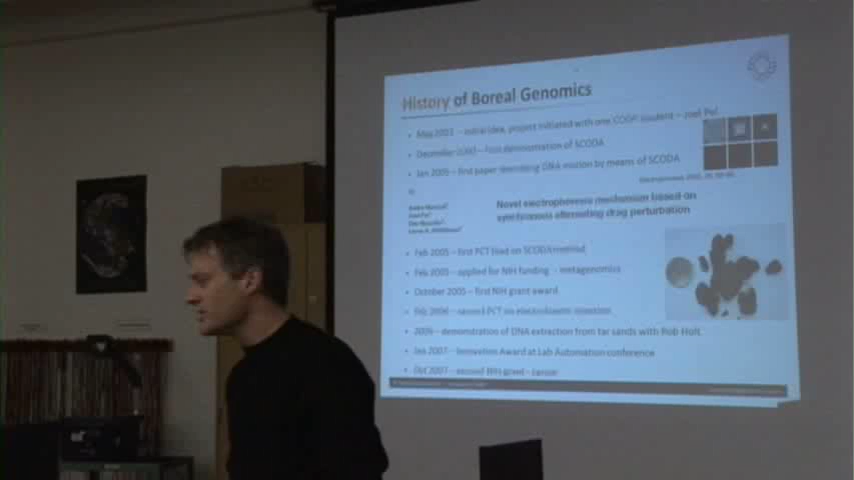 History of Boreal Genomics
• May 2003 – initial idea, project initiated with one COOP student – Joel Pel
• December – first demonstration of SCODA
• Jan 2005 – first paper describing DNA motion by means of SCODA
Novel electrophoresis mechanism based on
synchronous alternating drag perturbation
• Feb 2005 – first PCT filed on SCODA method
• Feb 2005 – applied for NIH funding - metagenomics
• October 2005 – first NIH grant award
• Feb 2006 – second PCT on electrokinetic injection
• 2006 – demonstration of DNA extraction from tar sands with Rob Holt.
• Jan 2007 – Innovation Award at Lab Automation conference
• Oct 2007 – second NIH grant – cancer